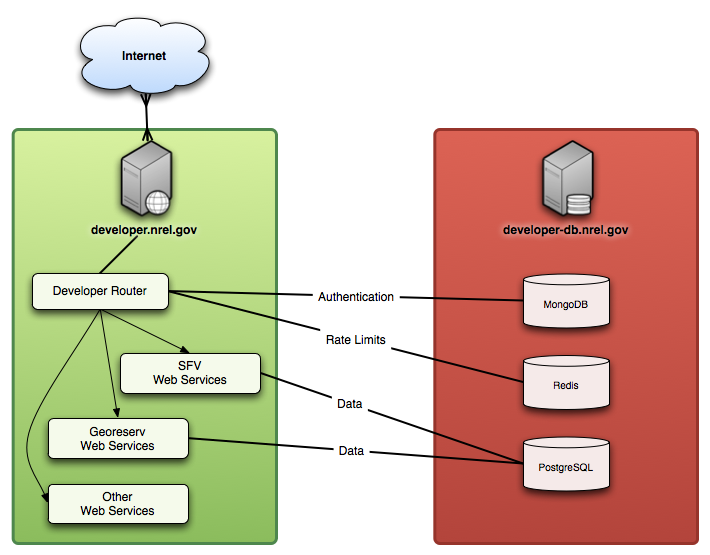 Internet
developer.nrel.gov
developer-db.nrel.gov
Developer Router
Authentication
MongoDB
Rate Limits
SFV
Web Services
Redis
Data
Georeserv
Web Services
Data
PostgreSQL
Other
Web Services